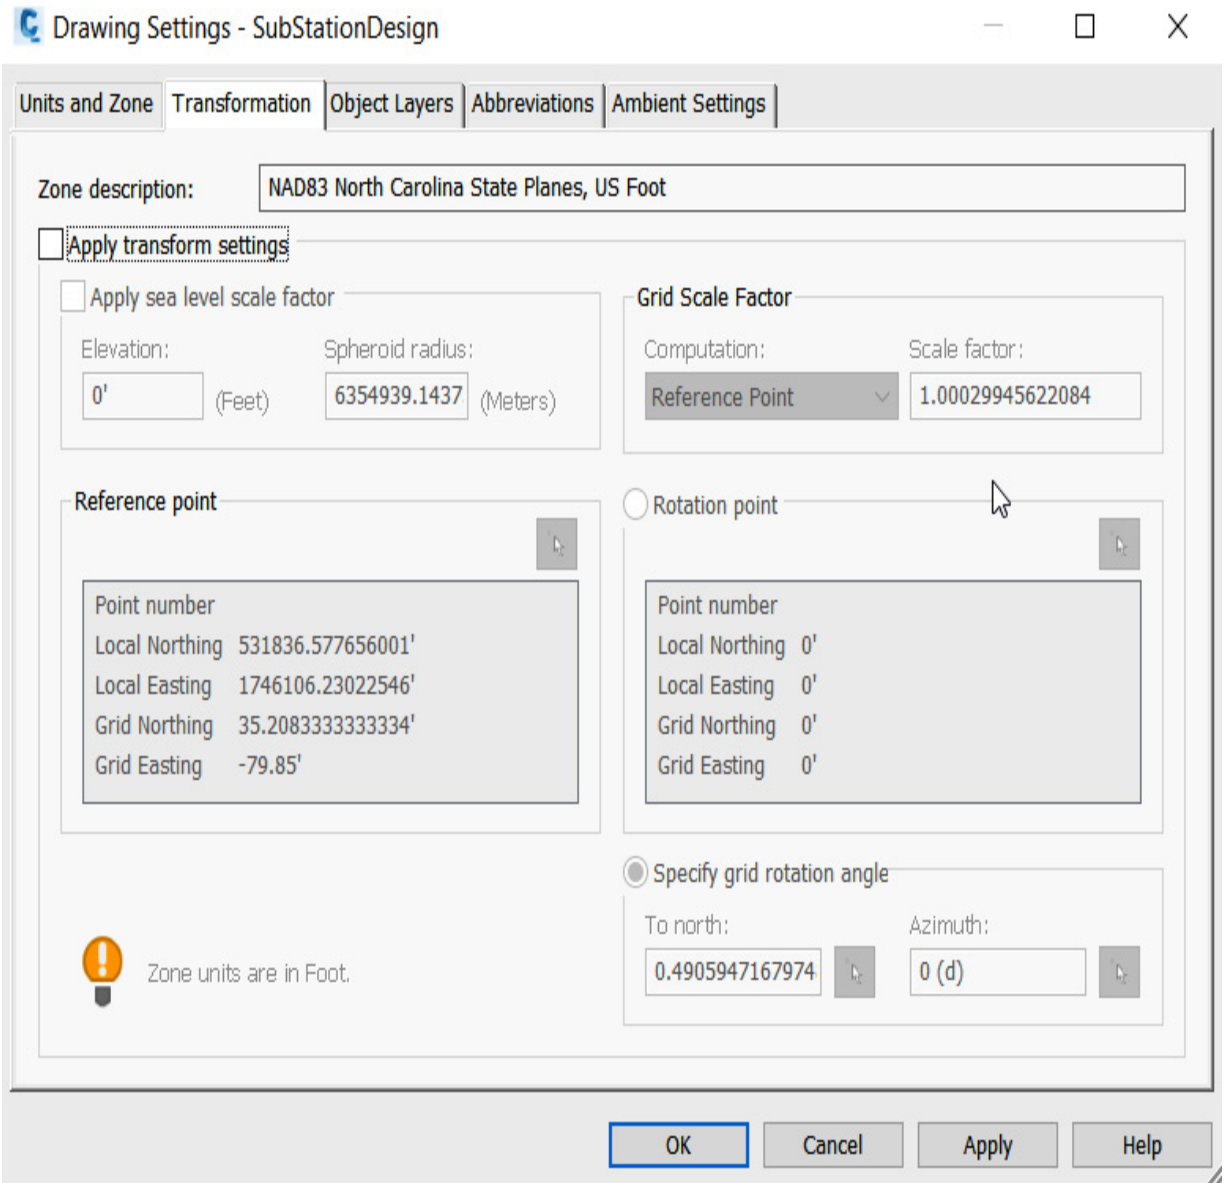 Drawing Settings - SubStationDesign
Units and Zone Transformation Object Layers Abbreviations Ambient Settings
Zone description: NAD83 North Carolina State Planes, US Foot
Apply transform settings
Apply sea level scale factor
Elevation: Spheroid radius:
0' (Feet) 6354939.1437 (Meters)
Grid Scale Factor
Computation: Scale factor:
Reference Point 1.00029945622084
Reference point
Point number
Local Northing 531836.577656001'
Local Easting 1746106.23022546'
Grid Northing 35.2083333333334'
Grid Easting -79.85'
Rotation point
Point number
Local Northing 0'
Local Easting 0'
Grid Northing 0'
Grid Easting 0'
Specify grid rotation angle
To north: Azimuth:
0.4905947167974 0 (d)
Zone units are in Foot.
OK Cancel Apply Help